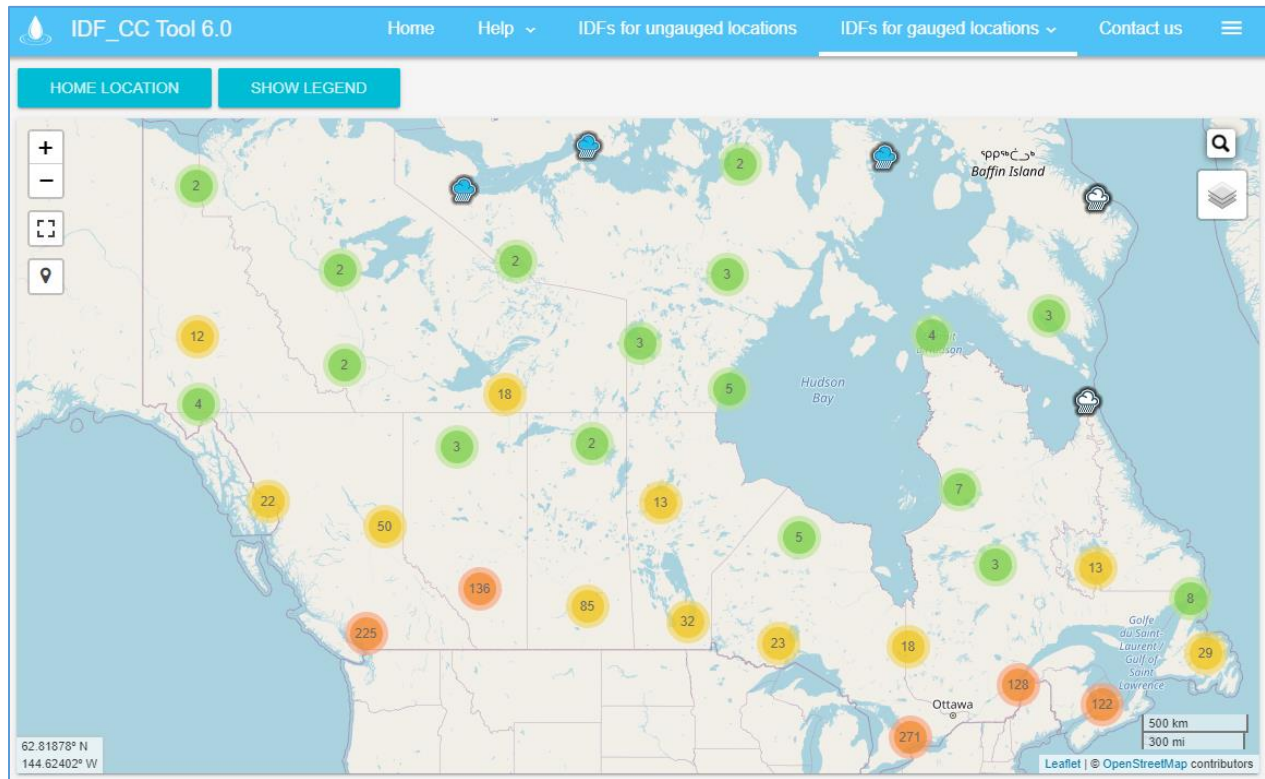 IDF_CC Tool 6.0
Home
Help
IDFs for ungauged locations
IDFs for gauged locations
Contact us
HOME LOCATION
SHOW LEGEND
+
−
2
2
ᕿᑭᖅᑖᓗᒃ
Baffin Island
2
2
3
3
12
3
4
2
5
Hudson
Bay
18
4
3
2
22
13
7
50
5
3
13
136
85
8
32
Golfe
du Saint-
Laurent /
Gulf of
Saint
Lawrence
225
23
18
29
128
Ottawa
122
271
500 km
300 mi
62.81878° N
144.62402° W
Leaflet | © OpenStreetMap contributors